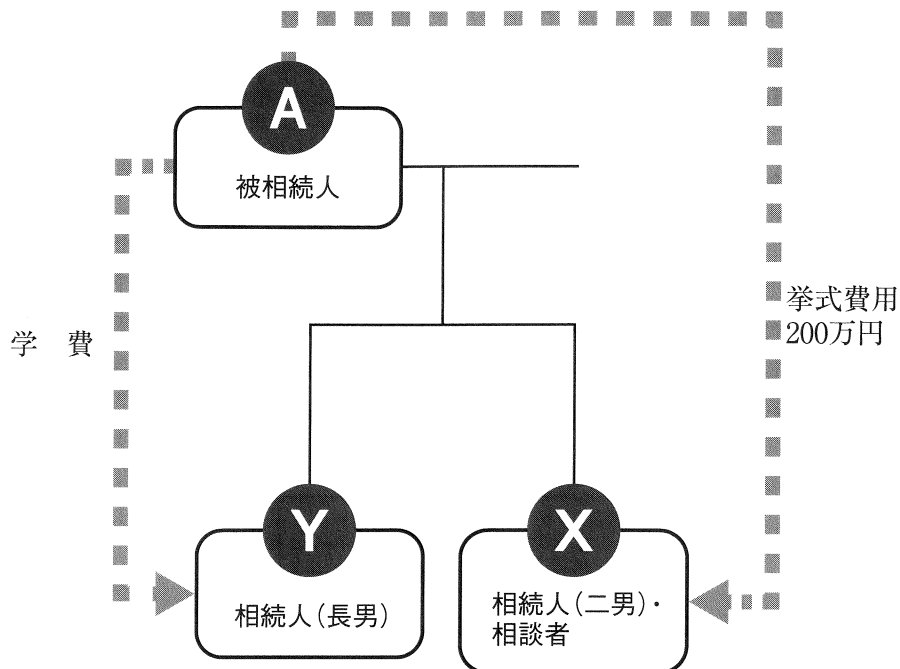 A
被相続人
学　費
挙式費用
200万円
Y
相続人（長男）
X
相続人（二男）・
相談者